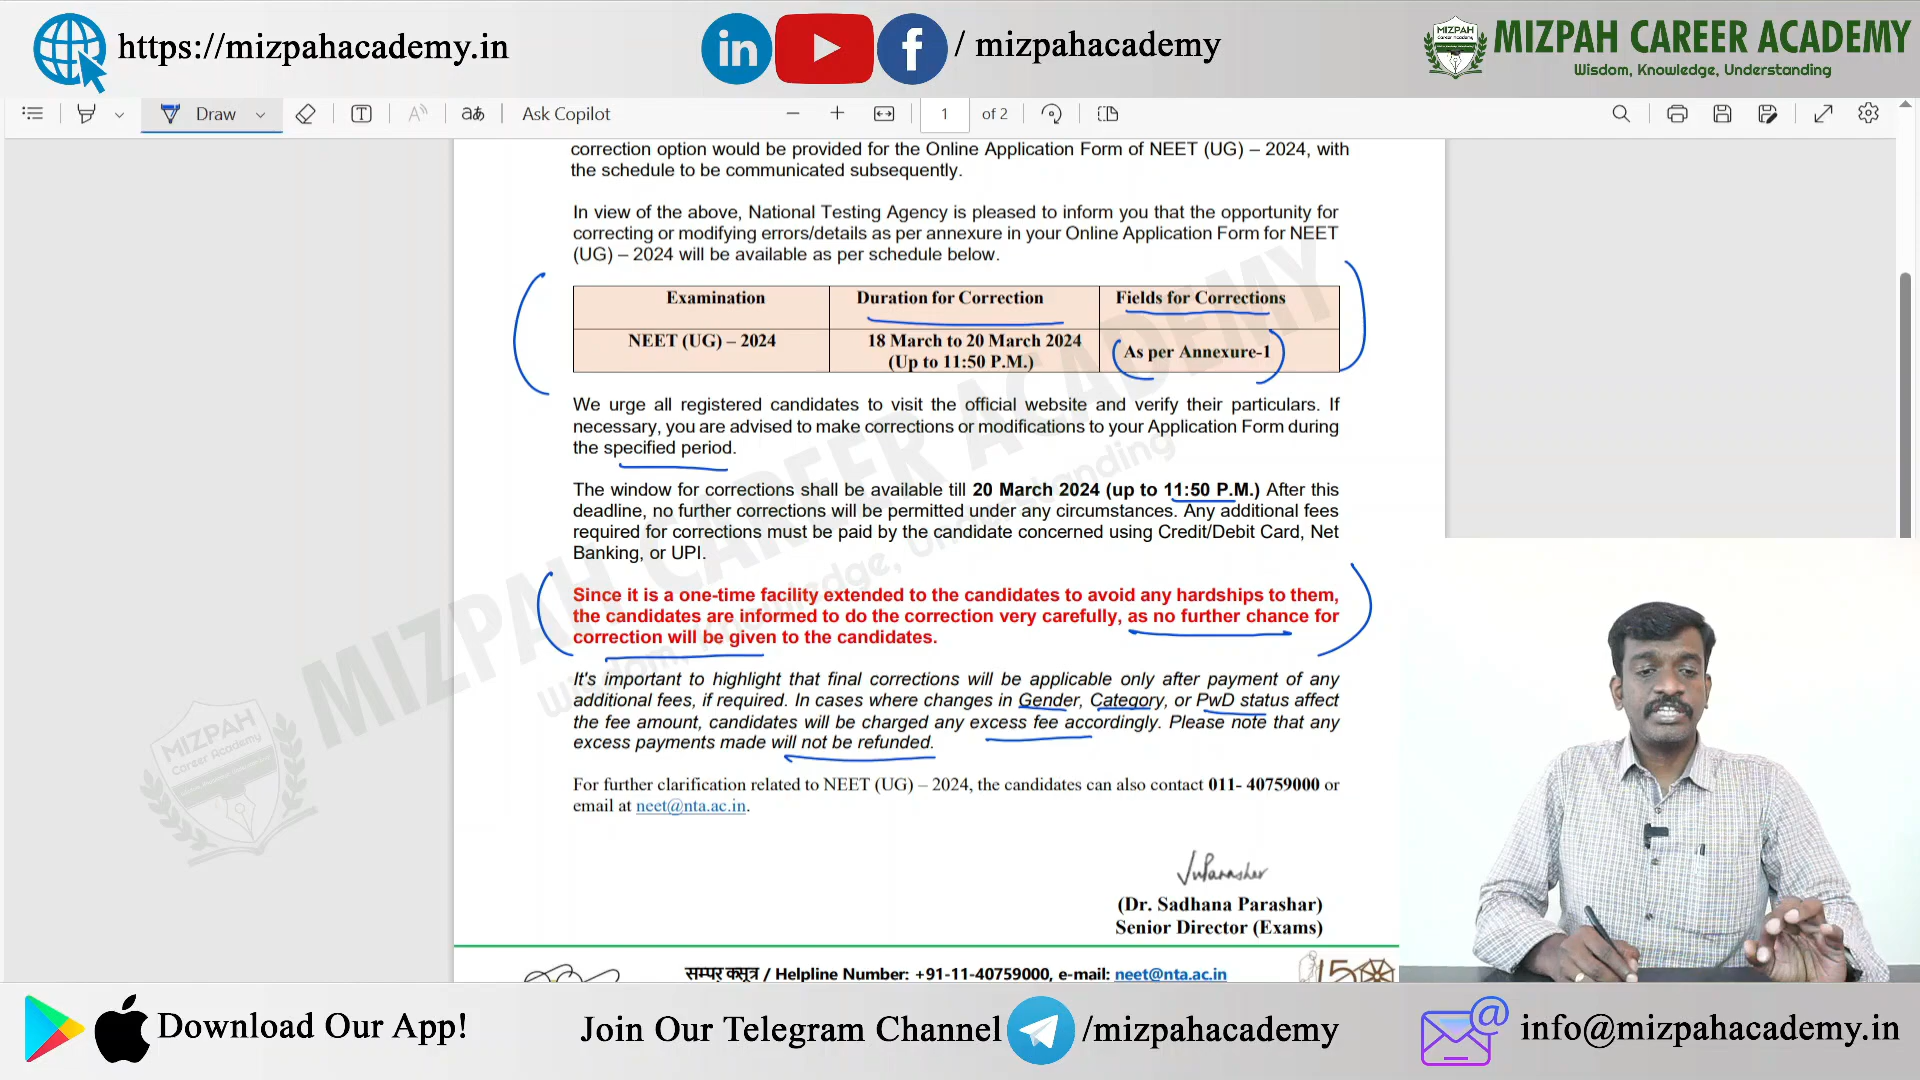 https://mizpahacademy.in
in
f
/ mizpahacademy
MIZPAH
MIZPAH CAREER ACADEMY
Wisdom, Knowledge, Understanding
Draw
T
aあ
Ask Copilot
1
of 2
correction option would be provided for the Online Application Form of NEET (UG) – 2024, with
the schedule to be communicated subsequently.
In view of the above, National Testing Agency is pleased to inform you that the opportunity for
correcting or modifying errors/details as per annexure in your Online Application Form for NEET
(UG) – 2024 will be available as per schedule below.
Examination
Duration for Correction
Fields for Corrections
NEET (UG) – 2024
18 March to 20 March 2024
(Up to 11:50 P.M.)
As per Annexure-1
We urge all registered candidates to visit the official website and verify their particulars. If
necessary, you are advised to make corrections or modifications to your Application Form during
the specified period.
The window for corrections shall be available till 20 March 2024 (up to 11:50 P.M.) After this
deadline, no further corrections will be permitted under any circumstances. Any additional fees
required for corrections must be paid by the candidate concerned using Credit/Debit Card, Net
Banking, or UPI.
Since it is a one-time facility extended to the candidates to avoid any hardships to them,
the candidates are informed to do the correction very carefully, as no further chance for
correction will be given to the candidates.
It's important to highlight that final corrections will be applicable only after payment of any
additional fees, if required. In cases where changes in Gender, Category, or PwD status affect
the fee amount, candidates will be charged any excess fee accordingly. Please note that any
excess payments made will not be refunded.
For further clarification related to NEET (UG) – 2024, the candidates can also contact 011- 40759000 or
email at neet@nta.ac.in.
(Dr. Sadhana Parashar)
Senior Director (Exams)
सम्पर्क सूत्र / Helpline Number: +91-11-40759000, e-mail: neet@nta.ac.in
MIZPAH CAREER ACADEMY
Wisdom, Knowledge, Understanding
MIZPAH
Career Academy
Download Our App!
Join Our Telegram Channel
/mizpahacademy
@
info@mizpahacademy.in